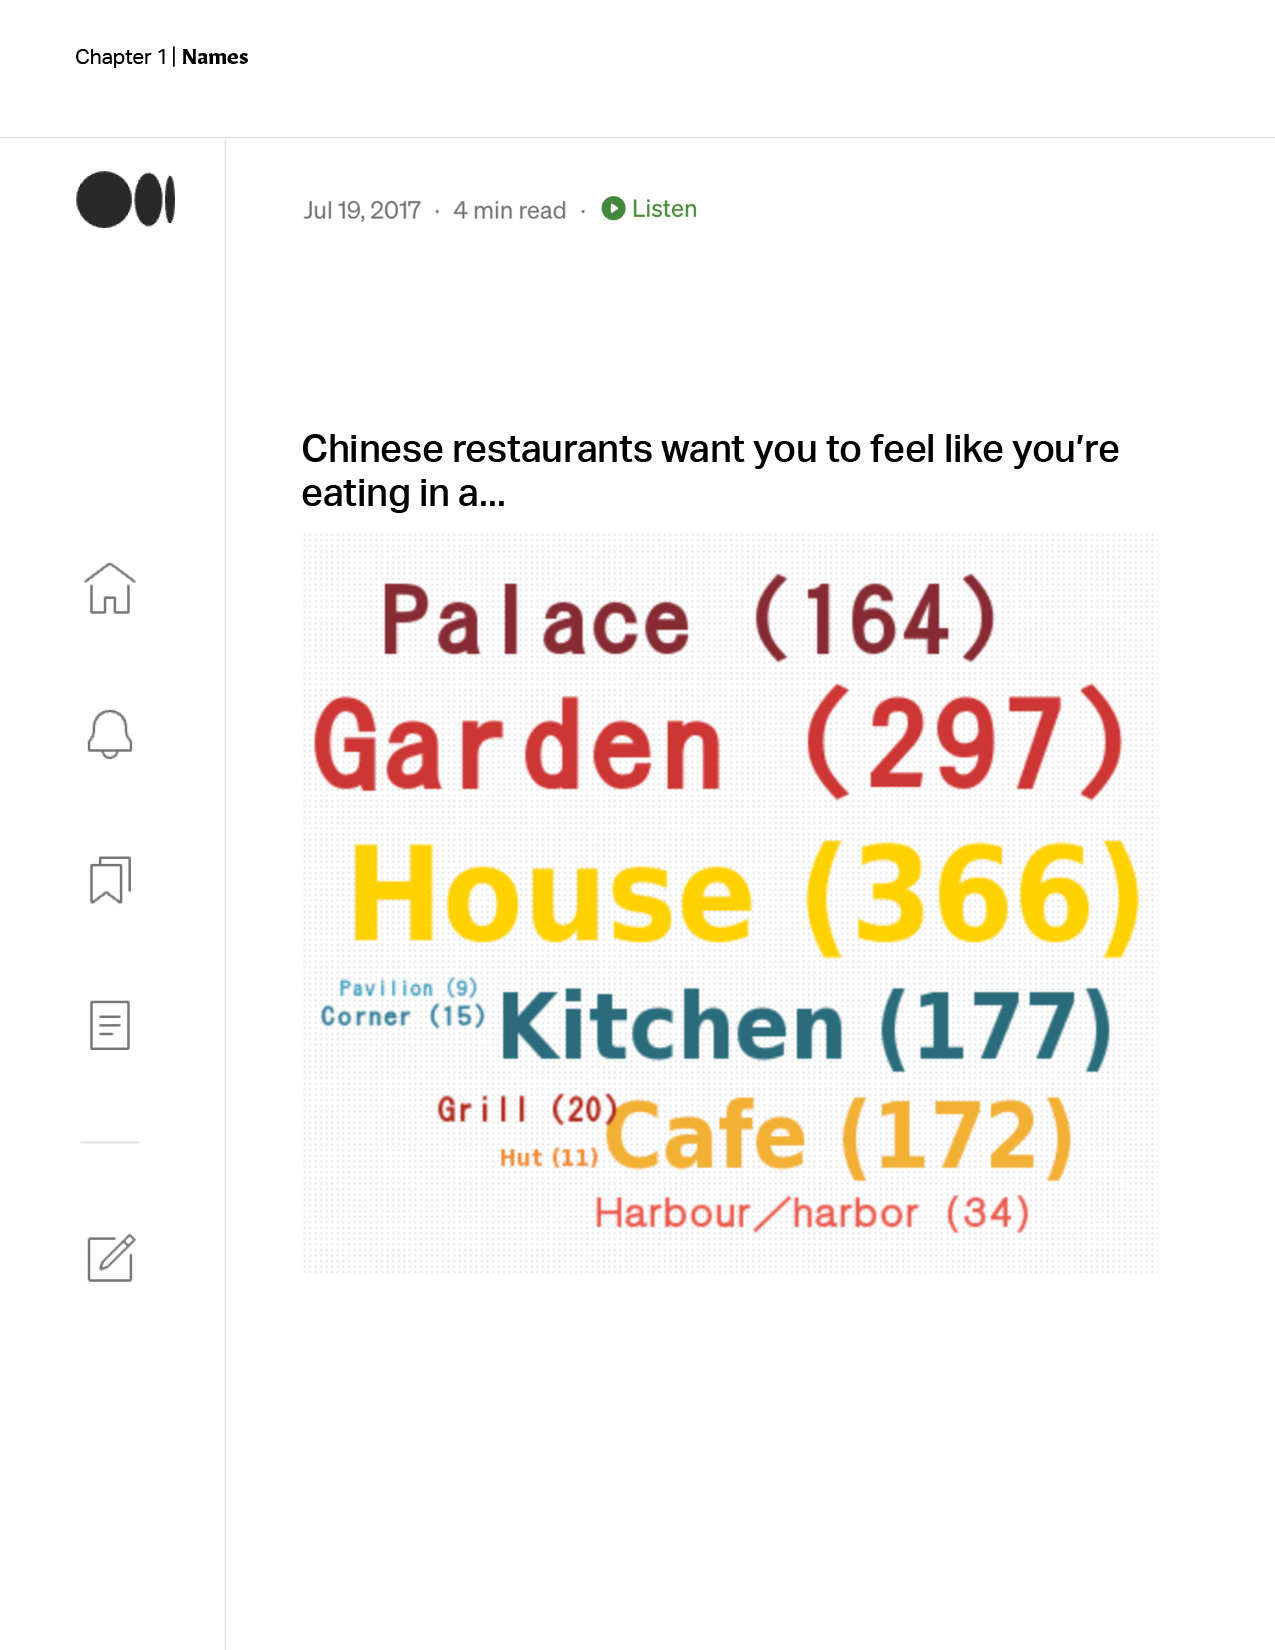 Chapter 1 | Names
Jul 19, 2017 · 4 min read · Listen
Chinese restaurants want you to feel like you’re
eating in a...
Palace (164)
Garden (297)
House (366)
Pavilion (9)
Corner (15)
Kitchen (177)
Grill (20)
Cafe (172)
Hut (11)
Harbour/harbor (34)